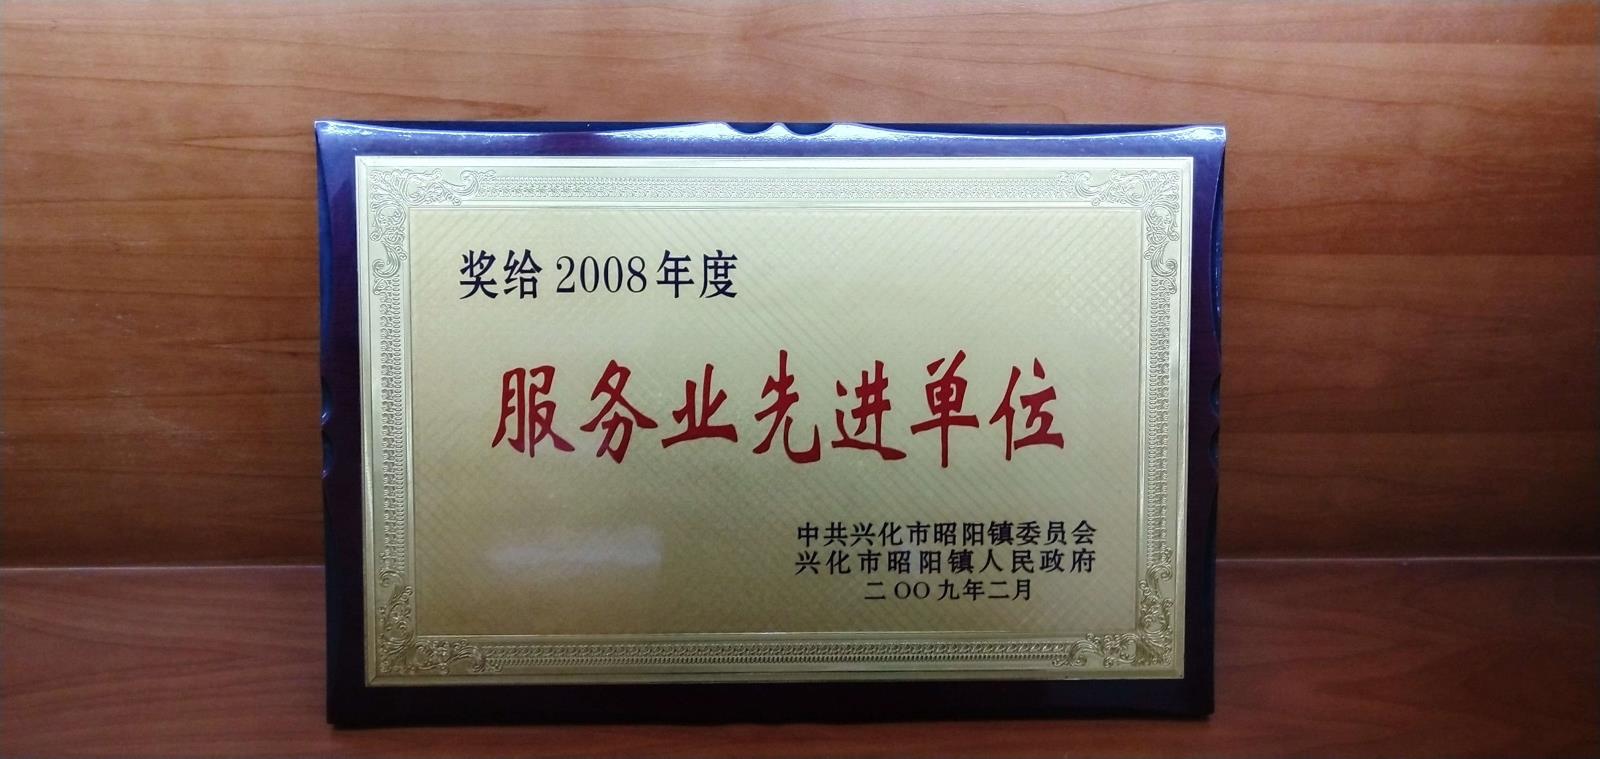 奖给2008年度
服务业先进单位
中共兴化市昭阳镇委员会
兴化市昭阳镇人民政府
二〇〇九年二月